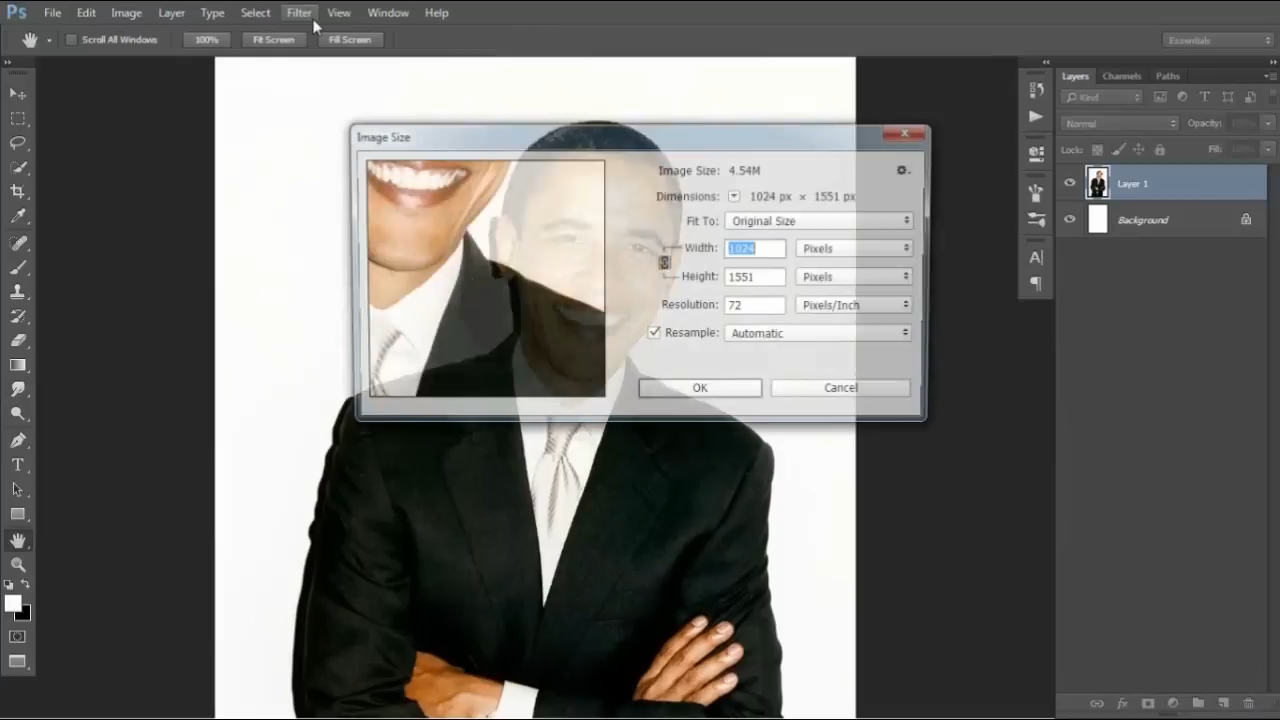 Ps File Edit Image Layer Type Select Filter View Window Help
Scroll All Windows 100% Fit Screen Fill Screen Essentials
Layers Channels Paths
Kind
Normal Opacity: 100%
Lock: Fill: 100%
Layer 1
Background
Image Size
Image Size: 4.54M
Dimensions: 1024 px × 1551 px
Fit To: Original Size
Width: 1024 Pixels
Height: 1551 Pixels
Resolution: 72 Pixels/Inch
Resample: Automatic
OK Cancel